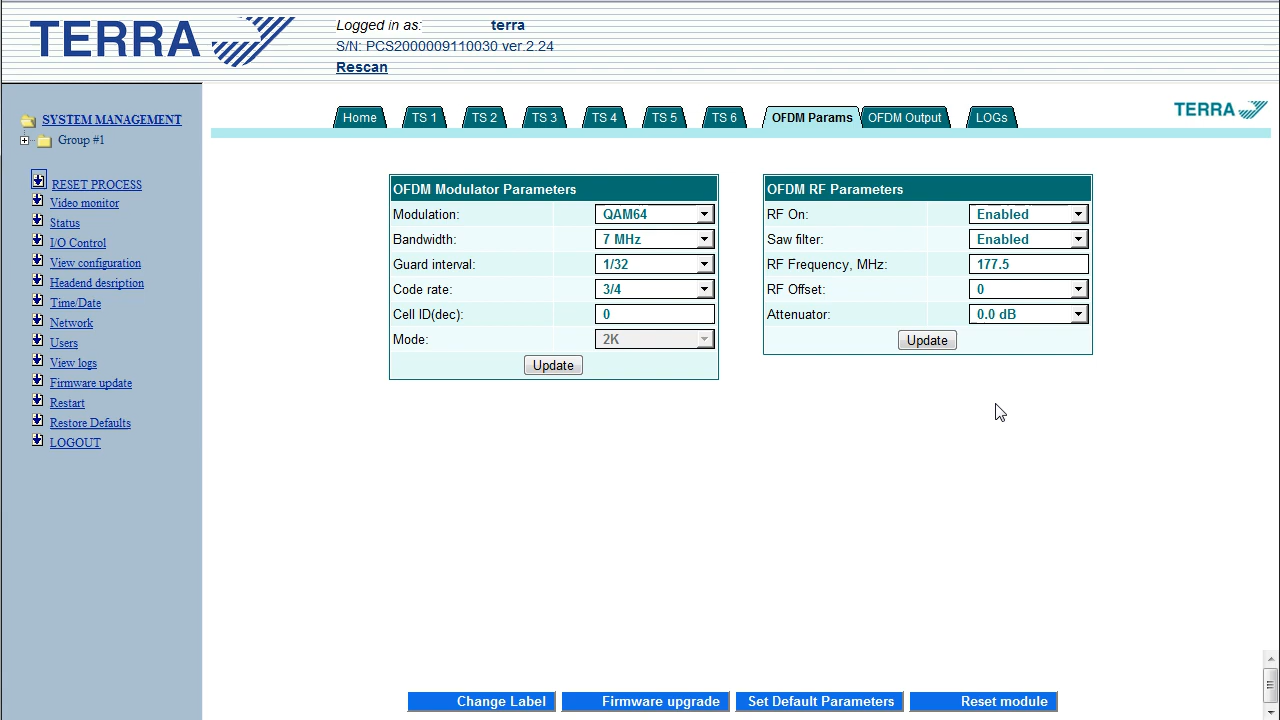 TERRA
Logged in as: terra
S/N: PCS2000009110030 ver 2.24
Rescan
SYSTEM MANAGEMENT
Group #1
RESET PROCESS
Video monitor
Status
I/O Control
View configuration
Headend desription
Time/Date
Network
Users
View logs
Firmware update
Restart
Restore Defaults
LOGOUT
Home TS 1 TS 2 TS 3 TS 4 TS 5 TS 6 OFDM Params OFDM Output LOGs
TERRA
OFDM Modulator Parameters
Modulation: QAM64
Bandwidth: 7 MHz
Guard interval: 1/32
Code rate: 3/4
Cell ID(dec): 0
Mode: 2K
Update
OFDM RF Parameters
RF On: Enabled
Saw filter: Enabled
RF Frequency, MHz: 177.5
RF Offset: 0
Attenuator: 0.0 dB
Update
Change Label Firmware upgrade Set Default Parameters Reset module